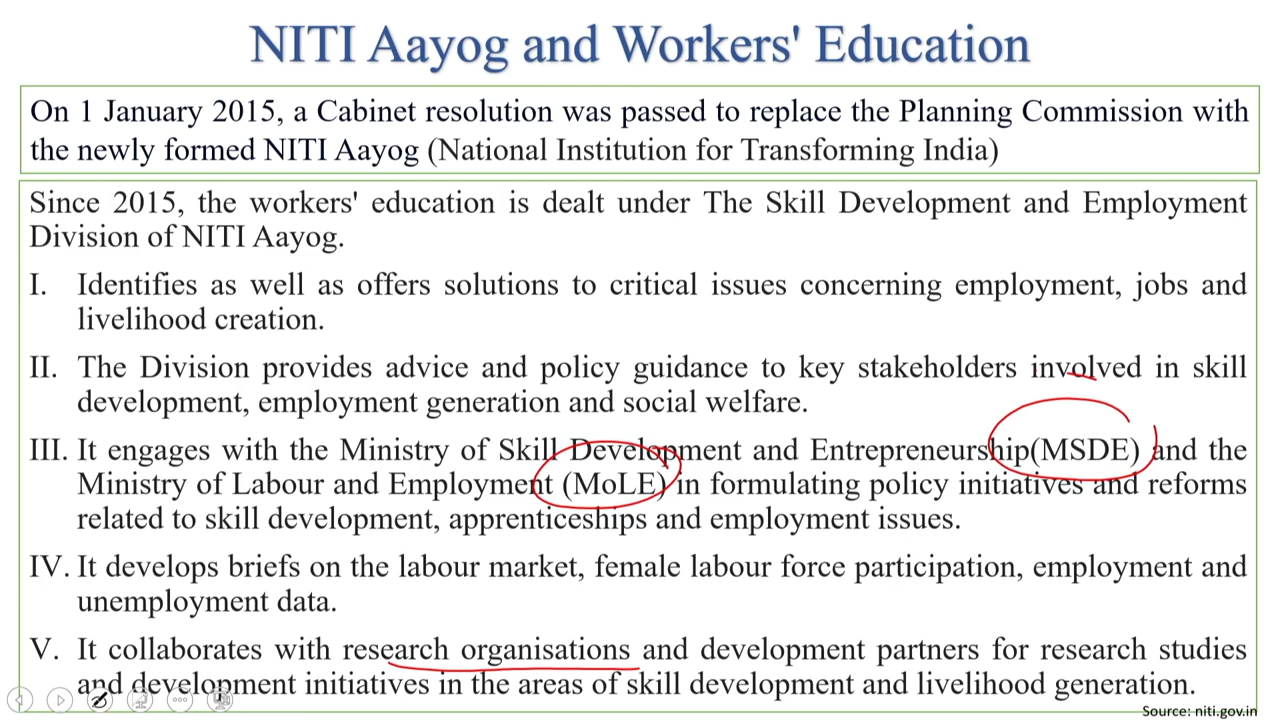 NITI Aayog and Workers' Education
On 1 January 2015, a Cabinet resolution was passed to replace the Planning Commission with
the newly formed NITI Aayog (National Institution for Transforming India)
Since 2015, the workers' education is dealt under The Skill Development and Employment
Division of NITI Aayog.
I. Identifies as well as offers solutions to critical issues concerning employment, jobs and
livelihood creation.
II. The Division provides advice and policy guidance to key stakeholders involved in skill
development, employment generation and social welfare.
III. It engages with the Ministry of Skill Development and Entrepreneurship(MSDE) and the
Ministry of Labour and Employment (MoLE) in formulating policy initiatives and reforms
related to skill development, apprenticeships and employment issues.
IV. It develops briefs on the labour market, female labour force participation, employment and
unemployment data.
V. It collaborates with research organisations and development partners for research studies
and development initiatives in the areas of skill development and livelihood generation.
Source: niti.gov.in